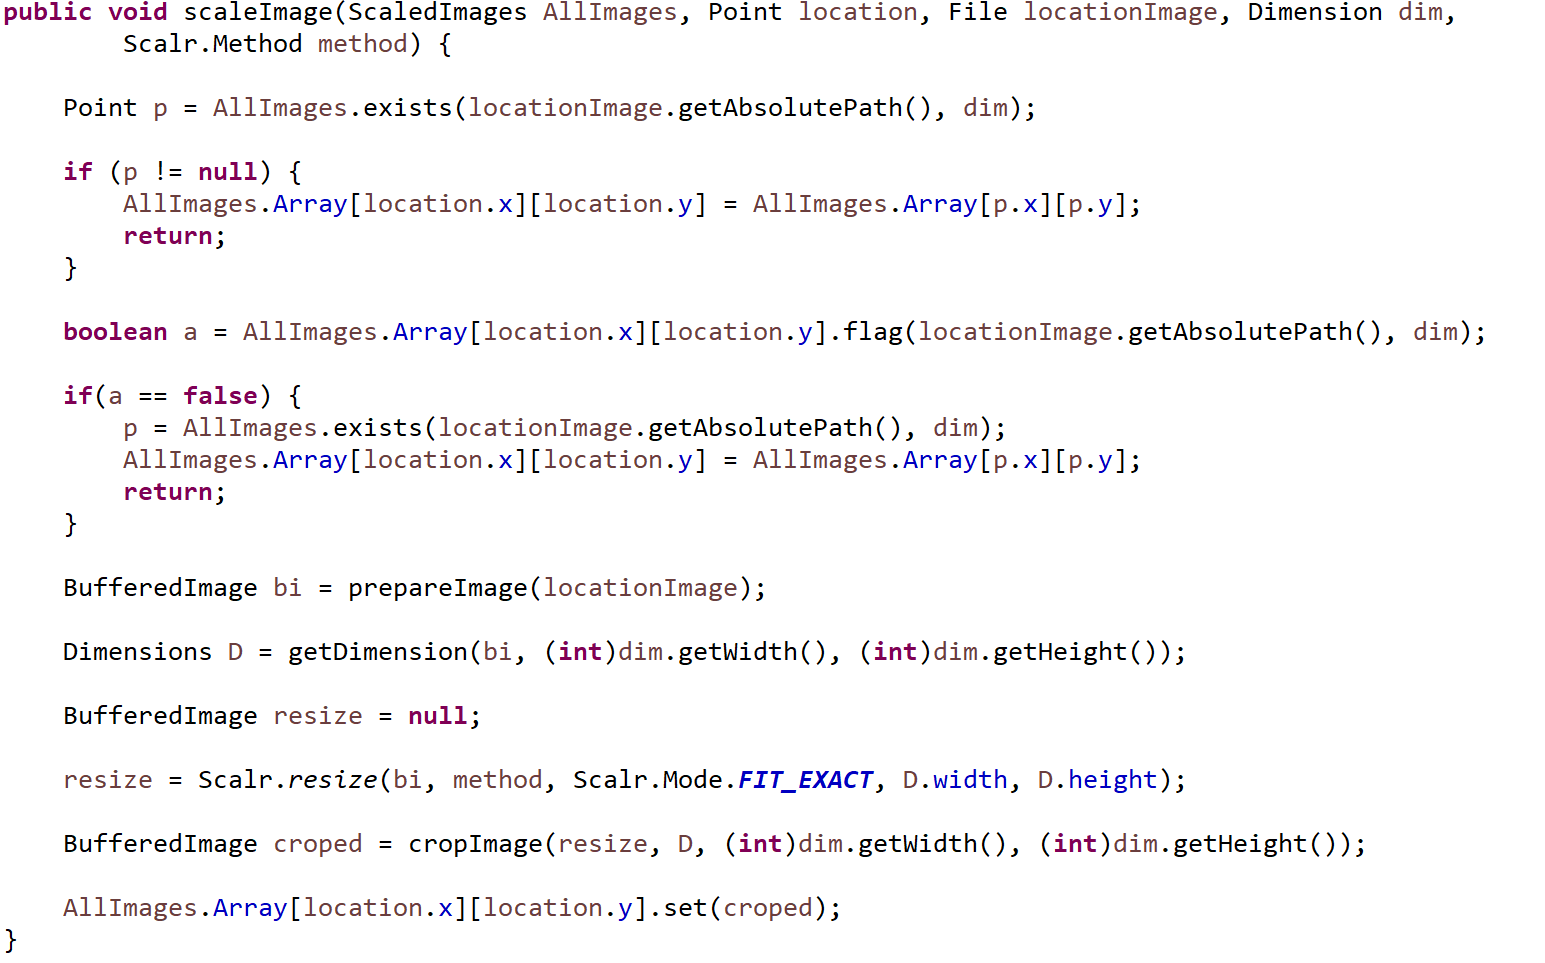 public void scaleImage(ScaledImages AllImages, Point location, File locationImage, Dimension dim,
        Scalr.Method method) {

    Point p = AllImages.exists(locationImage.getAbsolutePath(), dim);

    if (p != null) {
        AllImages.Array[location.x][location.y] = AllImages.Array[p.x][p.y];
        return;
    }

    boolean a = AllImages.Array[location.x][location.y].flag(locationImage.getAbsolutePath(), dim);

    if(a == false) {
        p = AllImages.exists(locationImage.getAbsolutePath(), dim);
        AllImages.Array[location.x][location.y] = AllImages.Array[p.x][p.y];
        return;
    }

    BufferedImage bi = prepareImage(locationImage);

    Dimensions D = getDimension(bi, (int)dim.getWidth(), (int)dim.getHeight());

    BufferedImage resize = null;

    resize = Scalr.resize(bi, method, Scalr.Mode.FIT_EXACT, D.width, D.height);

    BufferedImage croped = cropImage(resize, D, (int)dim.getWidth(), (int)dim.getHeight());

    AllImages.Array[location.x][location.y].set(croped);
}